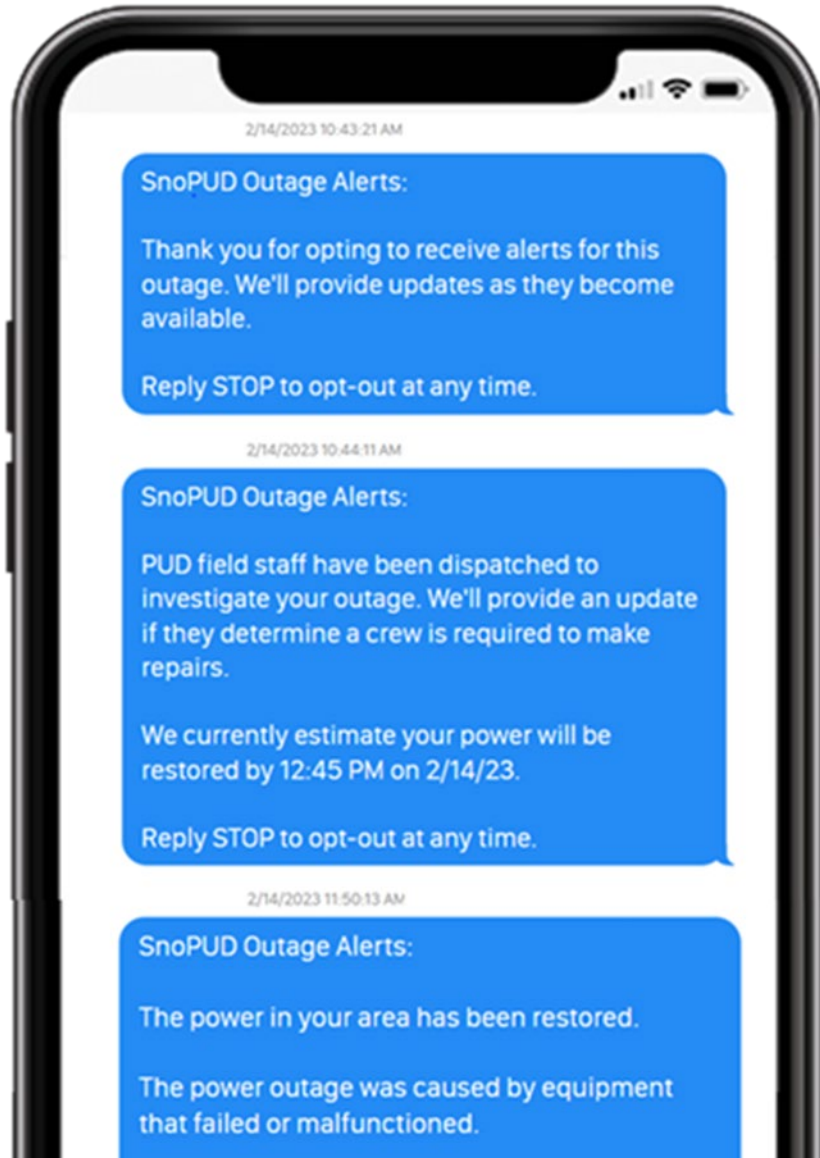 2/14/2023 10:43:21 AM
SnoPUD Outage Alerts:
Thank you for opting to receive alerts for this
outage. We'll provide updates as they become
available.
Reply STOP to opt-out at any time.
2/14/2023 10:44:11 AM
SnoPUD Outage Alerts:
PUD field staff have been dispatched to
investigate your outage. We'll provide an update
if they determine a crew is required to make
repairs.
We currently estimate your power will be
restored by 12:45 PM on 2/14/23.
Reply STOP to opt-out at any time.
2/14/2023 11:50:13 AM
SnoPUD Outage Alerts:
The power in your area has been restored.
The power outage was caused by equipment
that failed or malfunctioned.